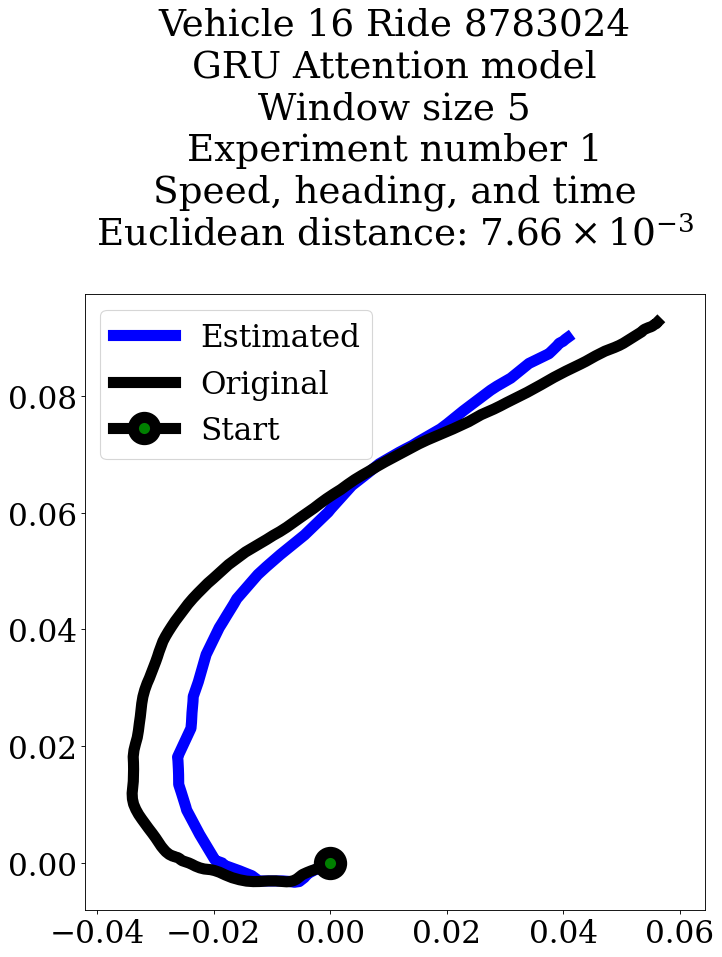 Vehicle 16 Ride 8783024
GRU Attention model
Window size 5
Experiment number 1
Speed, heading, and time
Euclidean distance: 7.66 × 10⁻³
Estimated
Original
Start
0.08
0.06
0.04
0.02
0.00
−0.04 −0.02 0.00 0.02 0.04 0.06